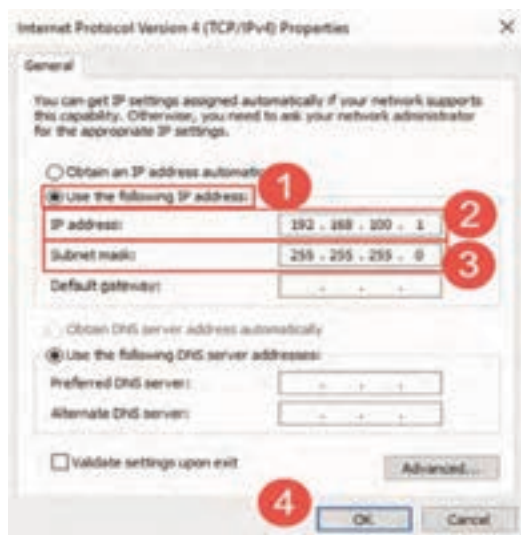 Internet Protocol Version 4 (TCP/IPv4) Properties
General
You can get IP settings assigned automatically if your network supports
this capability. Otherwise, you need to ask your network administrator
for the appropriate IP settings.
Obtain an IP address automatic
Use the following IP address: 1
IP address: 192 . 168 . 100 . 1 2
Subnet mask: 255 . 255 . 255 . 0 3
Default gateway: . . .
Obtain DNS server address automatically
Use the following DNS server addresses:
Preferred DNS server: . . .
Alternate DNS server: . . .
Validate settings upon exit
Advanced...
4 OK Cancel